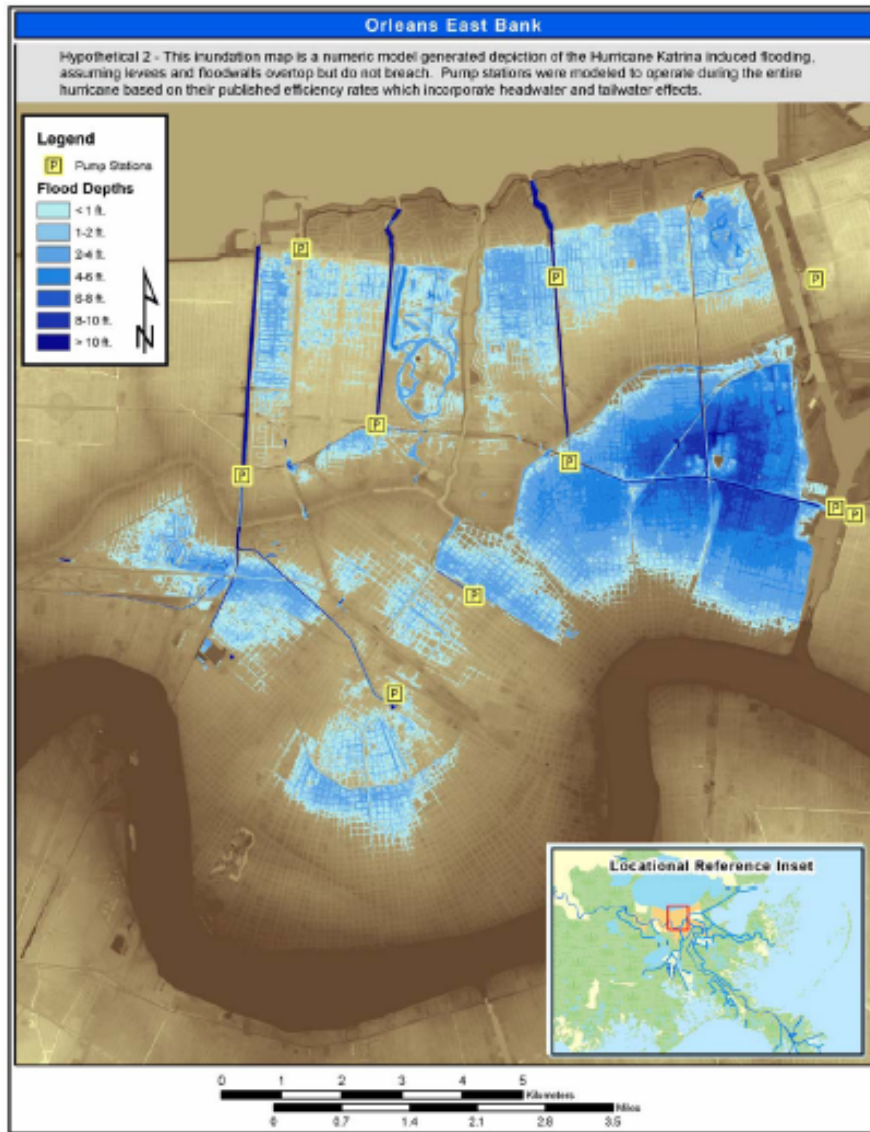 Orleans East Bank
Hypothetical 2 - This inundation map is a numeric model generated depiction of the Hurricane Katrina induced flooding,
assuming levees and floodwalls overtop but do not breach. Pump stations were modeled to operate during the entire
hurricane based on their published efficiency rates which incorporate headwater and tailwater effects.
Legend
P Pump Stations
Flood Depths
< 1 ft.
1-2 ft.
2-4 ft.
4-6 ft.
6-8 ft.
8-10 ft.
> 10 ft.
N
P
P
P
P
P
P
P
P
P
P
Locational Reference Inset
0 1 2 3 4 5
Kilometers
Miles
0 0.7 1.4 2.1 2.8 3.5